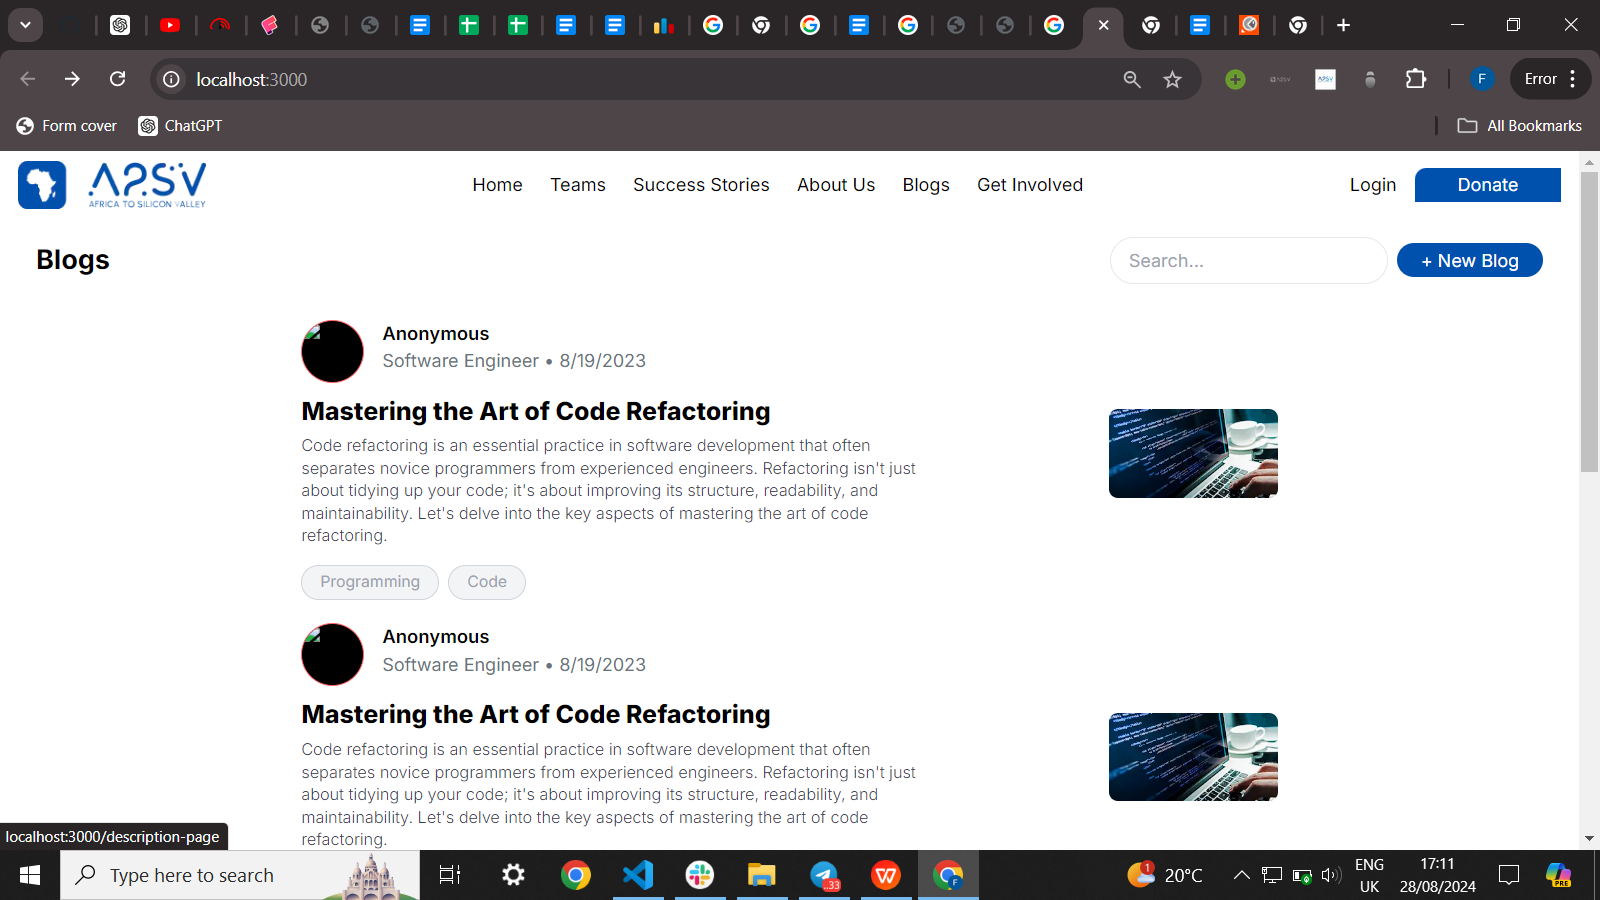 localhost:3000
Error
Form cover
ChatGPT
All Bookmarks
A2SV
AFRICA TO SILICON VALLEY
Home
Teams
Success Stories
About Us
Blogs
Get Involved
Login
Donate
Blogs
Search...
+ New Blog
Anonymous
Software Engineer • 8/19/2023
Mastering the Art of Code Refactoring
Code refactoring is an essential practice in software development that often
separates novice programmers from experienced engineers. Refactoring isn't just
about tidying up your code; it's about improving its structure, readability, and
maintainability. Let's delve into the key aspects of mastering the art of code
refactoring.
Programming
Code
Anonymous
Software Engineer • 8/19/2023
Mastering the Art of Code Refactoring
Code refactoring is an essential practice in software development that often
separates novice programmers from experienced engineers. Refactoring isn't just
about tidying up your code; it's about improving its structure, readability, and
maintainability. Let's delve into the key aspects of mastering the art of code
refactoring.
localhost:3000/description-page
Type here to search
..33
1
20°C
ENG
UK
17:11
28/08/2024
PRE